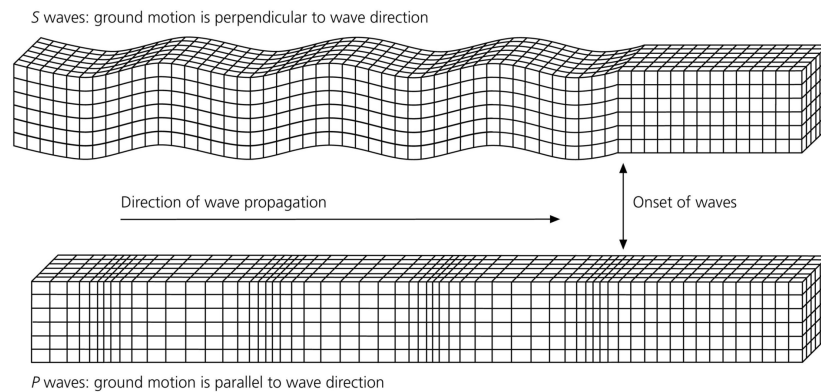 S waves: ground motion is perpendicular to wave direction
Direction of wave propagation
Onset of waves
P waves: ground motion is parallel to wave direction